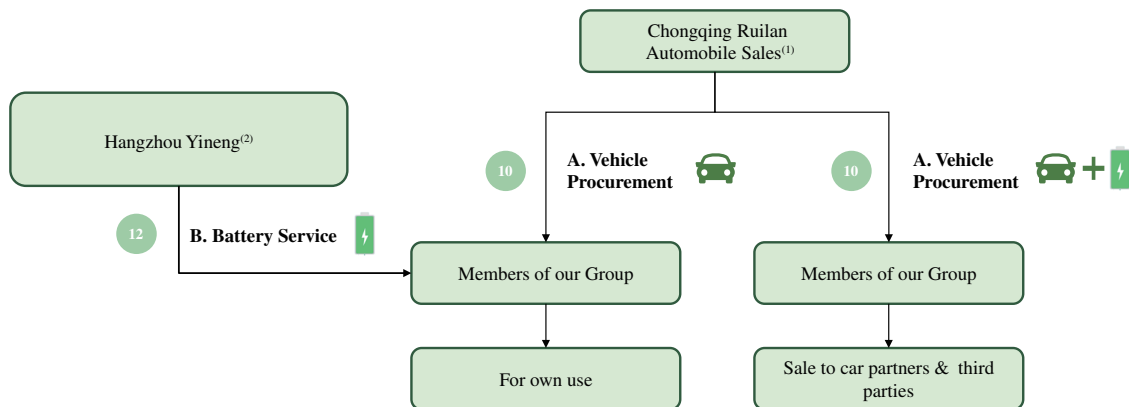 Chongqing Ruilan
Automobile Sales(1)
Hangzhou Yineng(2)
10
A. Vehicle
Procurement
10
A. Vehicle
Procurement
12
B. Battery Service
Members of our Group
Members of our Group
For own use
Sale to car partners & third
parties